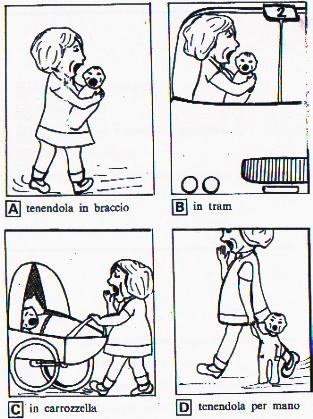 2
A tenendola in braccio
B in tram
C in carrozzella
D tenendola per mano